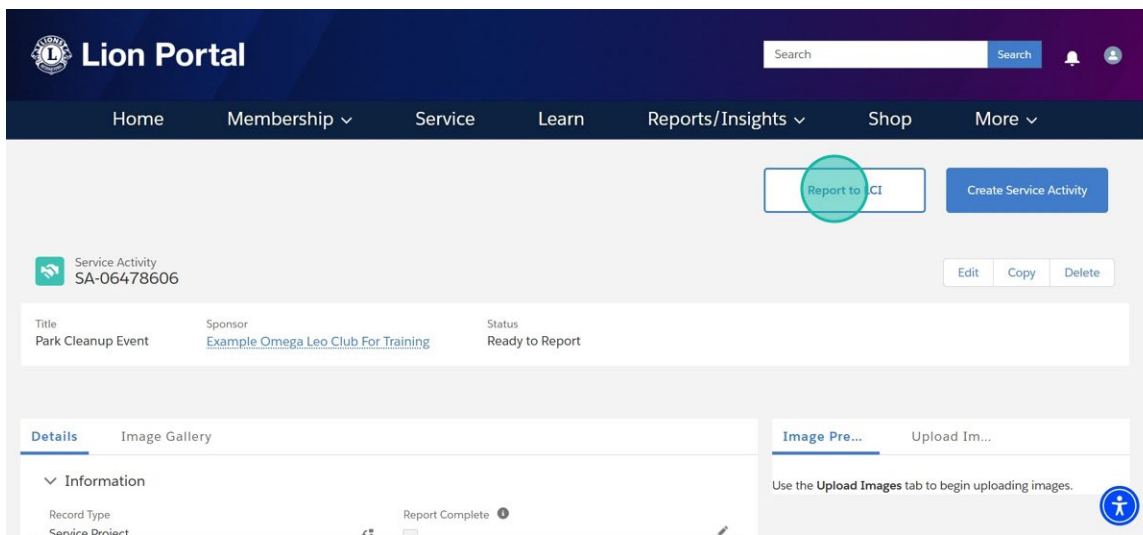 Lion Portal
Search
Search
Home
Membership
Service
Learn
Reports/Insights
Shop
More
Report to LCI
Create Service Activity
Service Activity
SA-06478606
Edit
Copy
Delete
Title
Park Cleanup Event
Sponsor
Example Omega Leo Club For Training
Status
Ready to Report
Details
Image Gallery
Image Pre...
Upload Im...
Information
Use the Upload Images tab to begin uploading images.
Record Type
Service Project
Report Complete